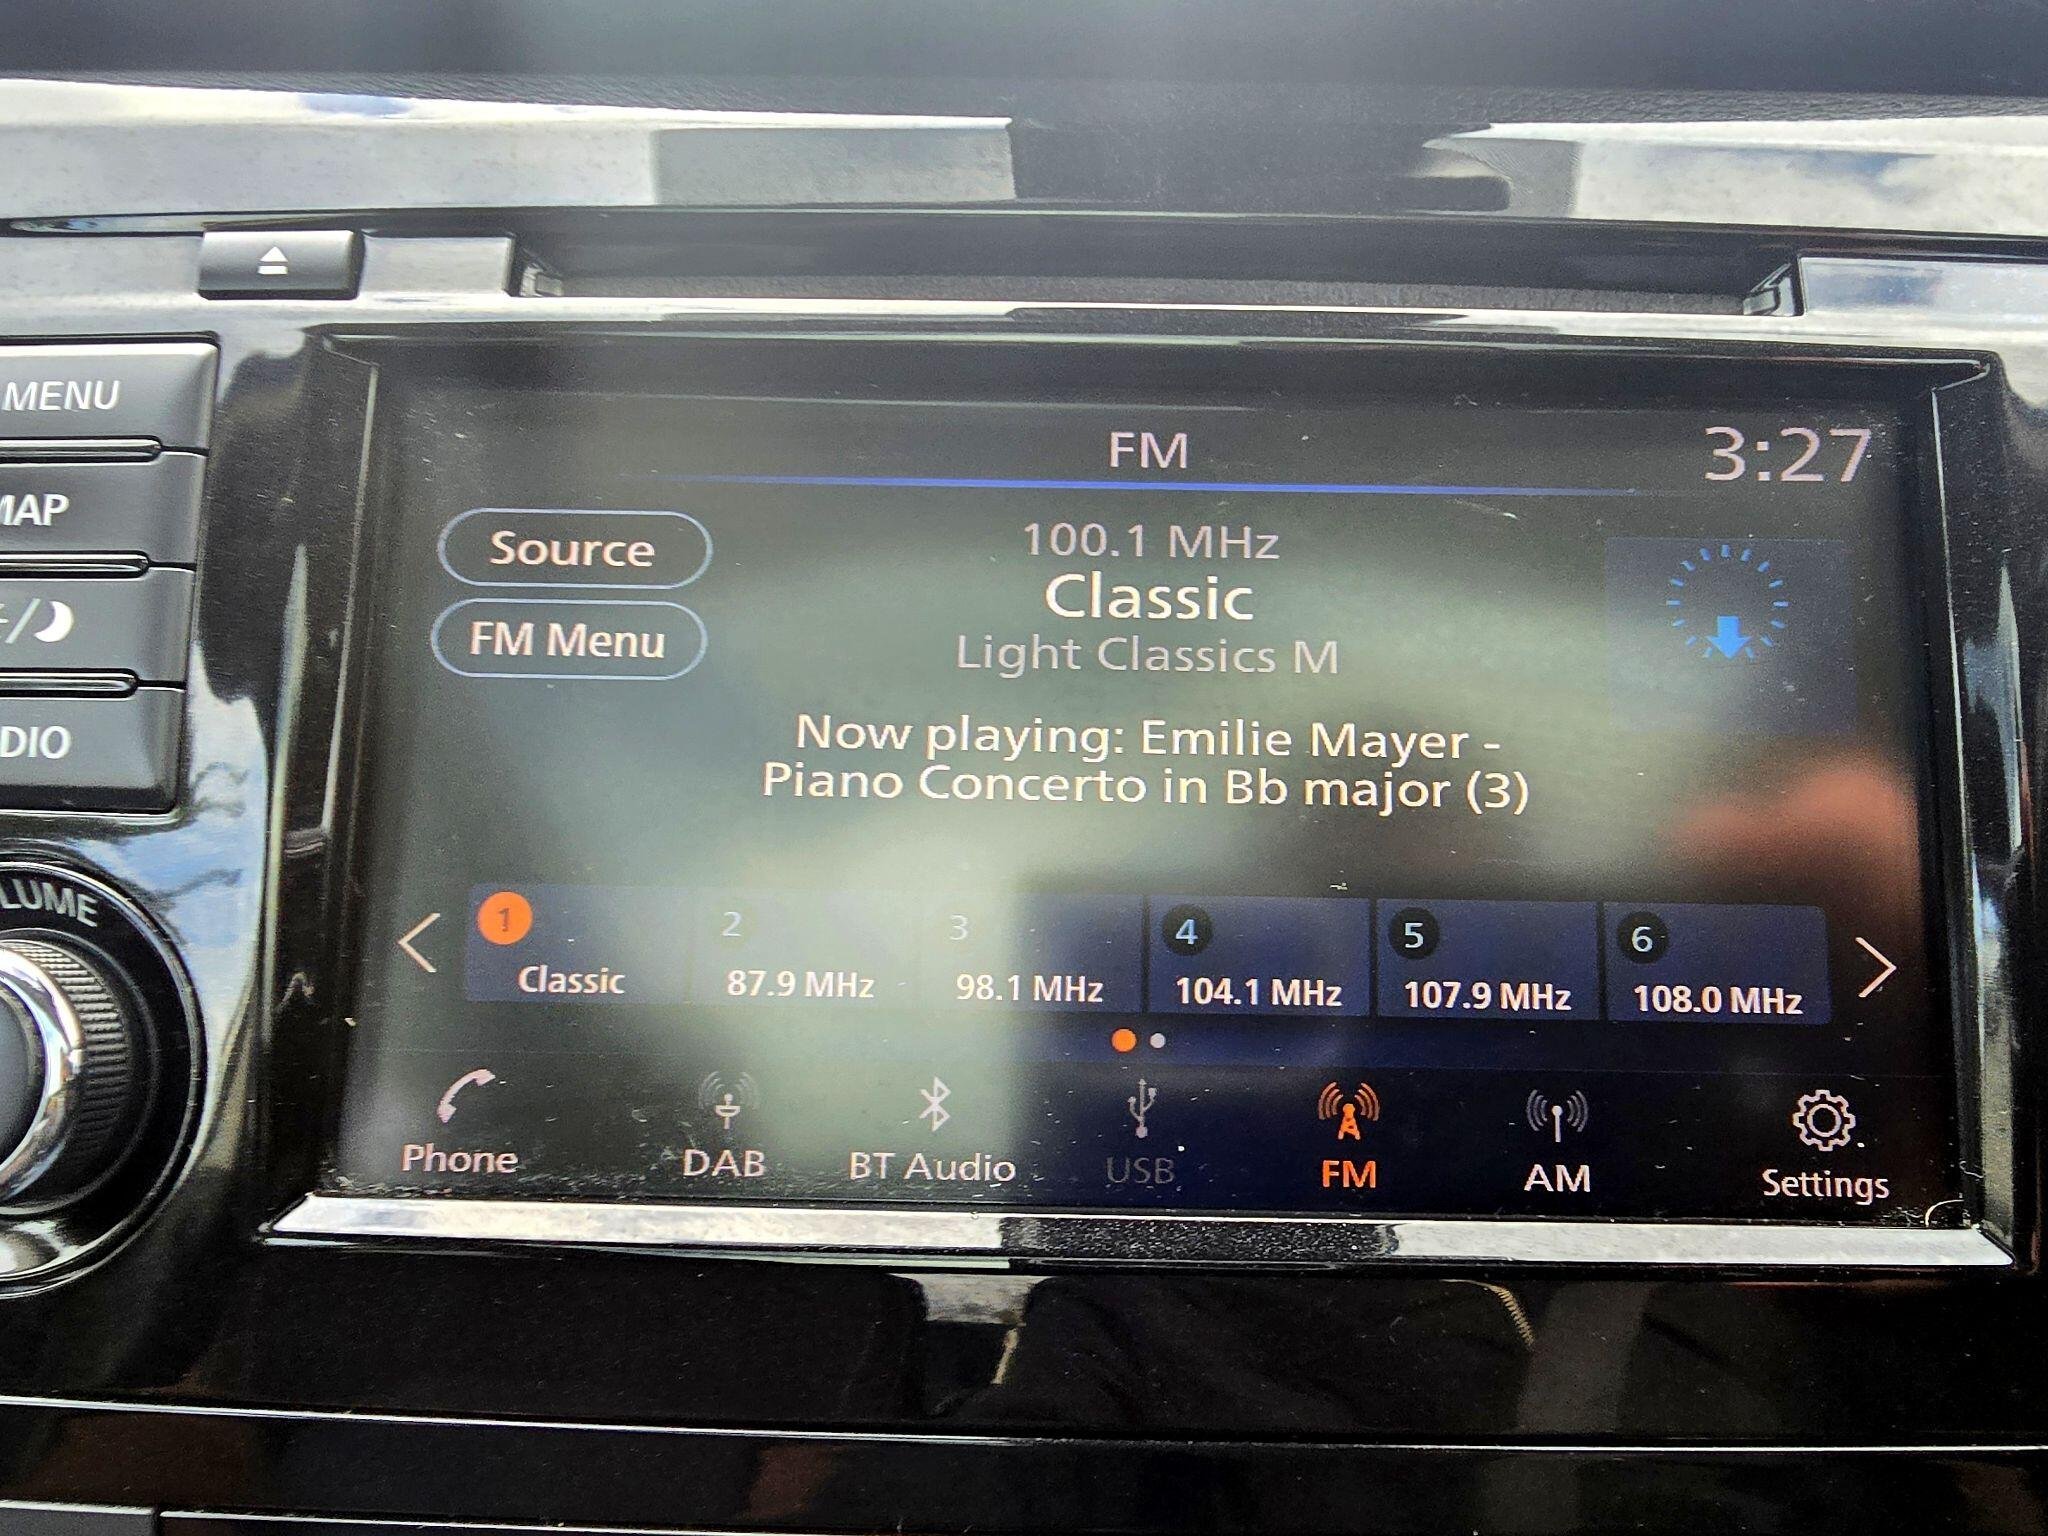 MENU
MAP
DIO
LUME
FM
3:27
Source
FM Menu
100.1 MHz
Classic
Light Classics M
Now playing: Emilie Mayer -
Piano Concerto in Bb major (3)
1 2 3 4 5 6
Classic 87.9 MHz 98.1 MHz 104.1 MHz 107.9 MHz 108.0 MHz
Phone DAB BT Audio USB FM AM Settings